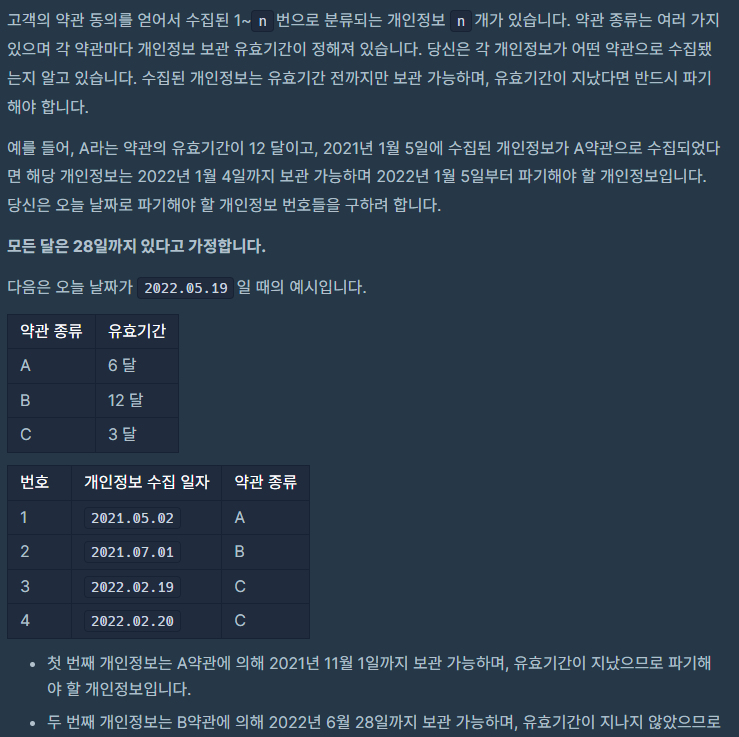 고객의 약관 동의를 얻어서 수집된 1~n번으로 분류되는 개인정보 n개가 있습니다. 약관 종류는 여러 가지
있으며 각 약관마다 개인정보 보관 유효기간이 정해져 있습니다. 당신은 각 개인정보가 어떤 약관으로 수집됐
는지 알고 있습니다. 수집된 개인정보는 유효기간 전까지만 보관 가능하며, 유효기간이 지났다면 반드시 파기
해야 합니다.
예를 들어, A라는 약관의 유효기간이 12 달이고, 2021년 1월 5일에 수집된 개인정보가 A약관으로 수집되었다
면 해당 개인정보는 2022년 1월 4일까지 보관 가능하며 2022년 1월 5일부터 파기해야 할 개인정보입니다.
당신은 오늘 날짜로 파기해야 할 개인정보 번호들을 구하려 합니다.
모든 달은 28일까지 있다고 가정합니다.
다음은 오늘 날짜가 2022.05.19일 때의 예시입니다.
약관 종류 유효기간
A 6 달
B 12 달
C 3 달
번호 개인정보 수집 일자 약관 종류
1 2021.05.02 A
2 2021.07.01 B
3 2022.02.19 C
4 2022.02.20 C
• 첫 번째 개인정보는 A약관에 의해 2021년 11월 1일까지 보관 가능하며, 유효기간이 지났으므로 파기해
야 할 개인정보입니다.
• 두 번째 개인정보는 B약관에 의해 2022년 6월 28일까지 보관 가능하며, 유효기간이 지나지 않았으므로